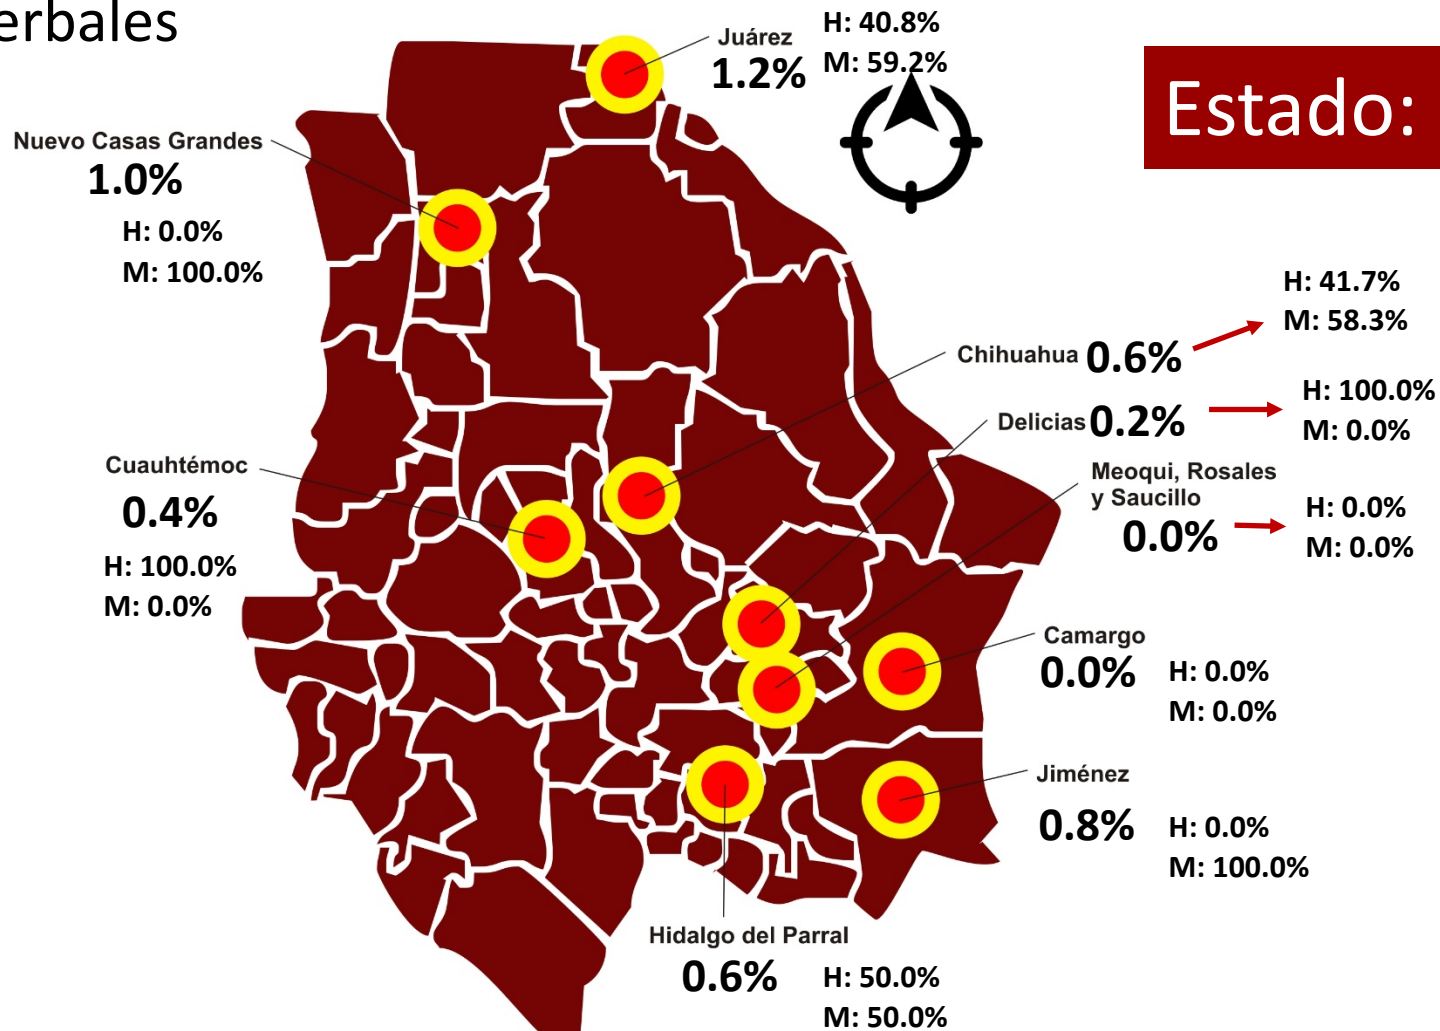 erbales
Estado:
Juárez
1.2%
H: 40.8%
M: 59.2%
Nuevo Casas Grandes
1.0%
H: 0.0%
M: 100.0%
Chihuahua 0.6%
H: 41.7%
M: 58.3%
Delicias 0.2%
H: 100.0%
M: 0.0%
Meoqui, Rosales
y Saucillo
0.0%
H: 0.0%
M: 0.0%
Cuauhtémoc
0.4%
H: 100.0%
M: 0.0%
Camargo
0.0%
H: 0.0%
M: 0.0%
Jiménez
0.8%
H: 0.0%
M: 100.0%
Hidalgo del Parral
0.6%
H: 50.0%
M: 50.0%